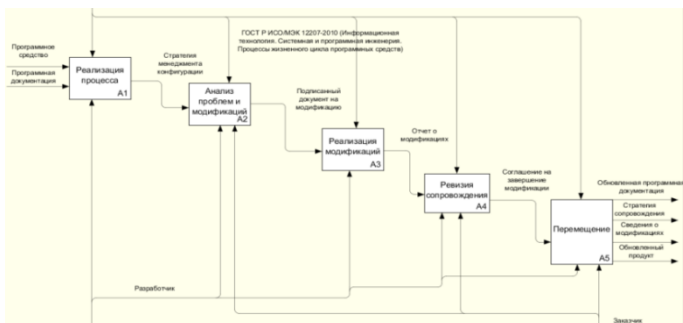 ГОСТ Р ИСО/МЭК 12207-2010 (Информационная
технология. Системная и программная инженерия.
Процессы жизненного цикла программных средств)
Программное
средство
Программная
документация
Реализация
процесса
A1
Стратегия
менеджмента
конфигурации
Анализ
проблем и
модификаций
A2
Подписанный
документ на
модификацию
Реализация
модификаций
A3
Отчет о
модификациях
Ревизия
сопровождения
A4
Соглашение на
завершение
модификации
Перемещение
A5
Обновленная программная
документация
Стратегия
сопровождения
Сведения о
модификациях
Обновленный
продукт
Разработчик
Заказчик